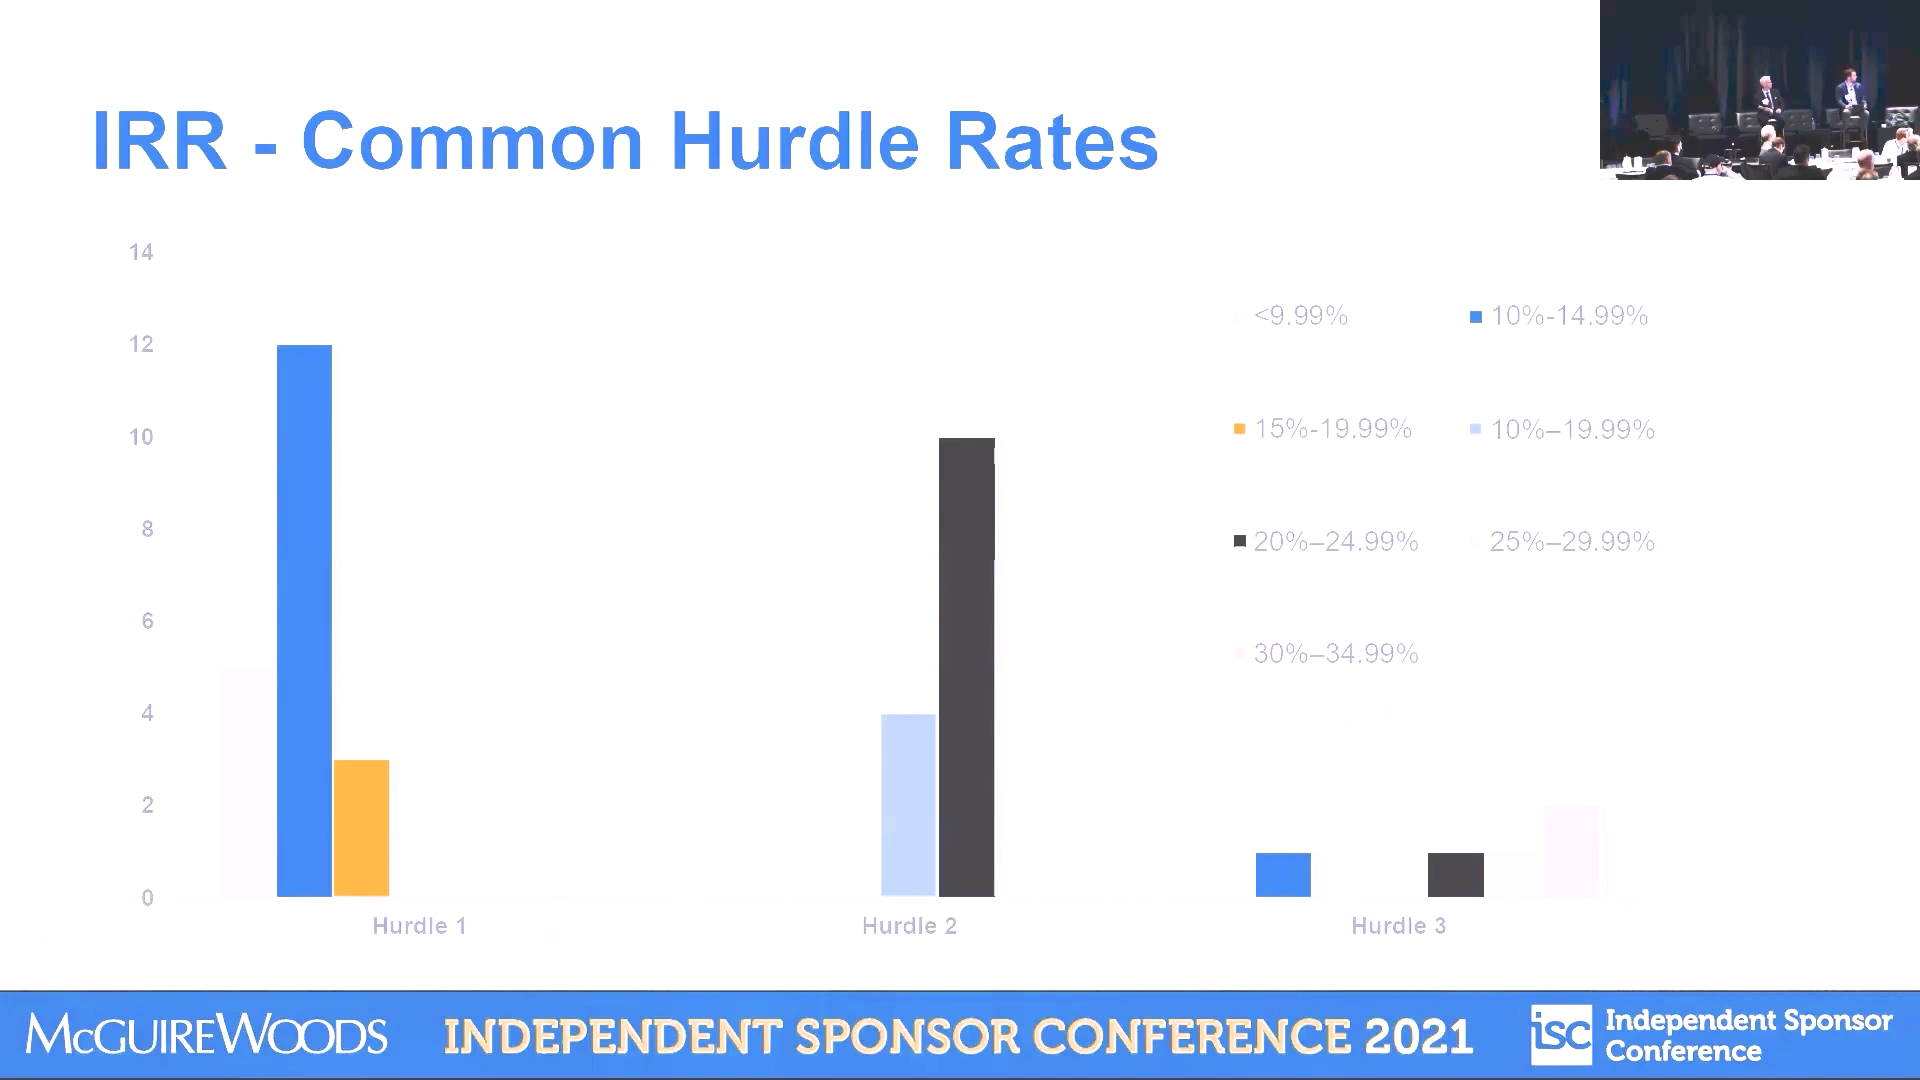 IRR - Common Hurdle Rates
14
12
10
8
6
4
2
0
<9.99%
10%-14.99%
15%-19.99%
10%–19.99%
20%–24.99%
25%–29.99%
30%–34.99%
Hurdle 1
Hurdle 2
Hurdle 3
McGUIREWOODS
INDEPENDENT SPONSOR CONFERENCE 2021
isc
Independent Sponsor
Conference